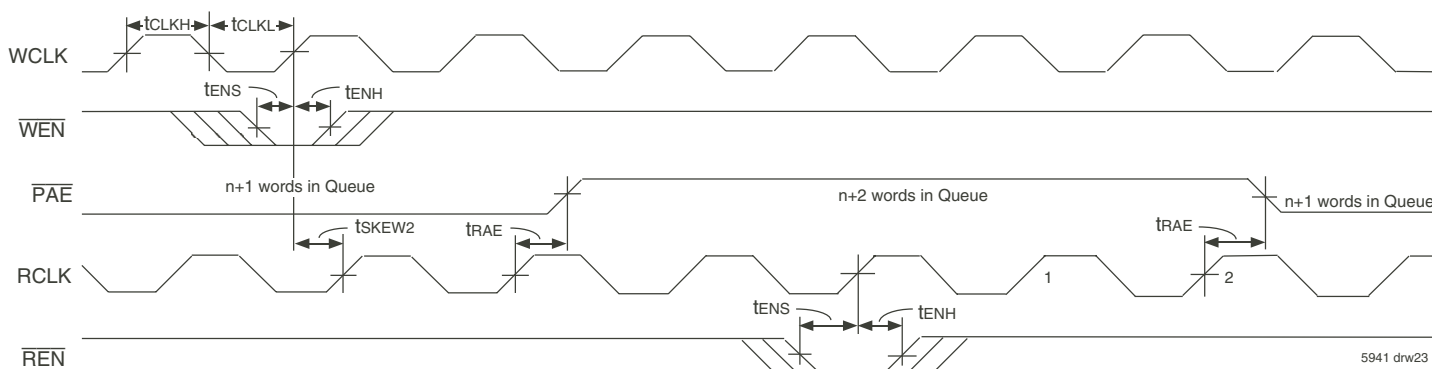 tCLKH tCLKL
WCLK
tENS tENH
WEN
n+1 words in Queue
PAE
n+2 words in Queue
n+1 words in Queue
tSKEW2 tRAE tRAE
RCLK
1 2
tENS tENH
REN
5941 drw23